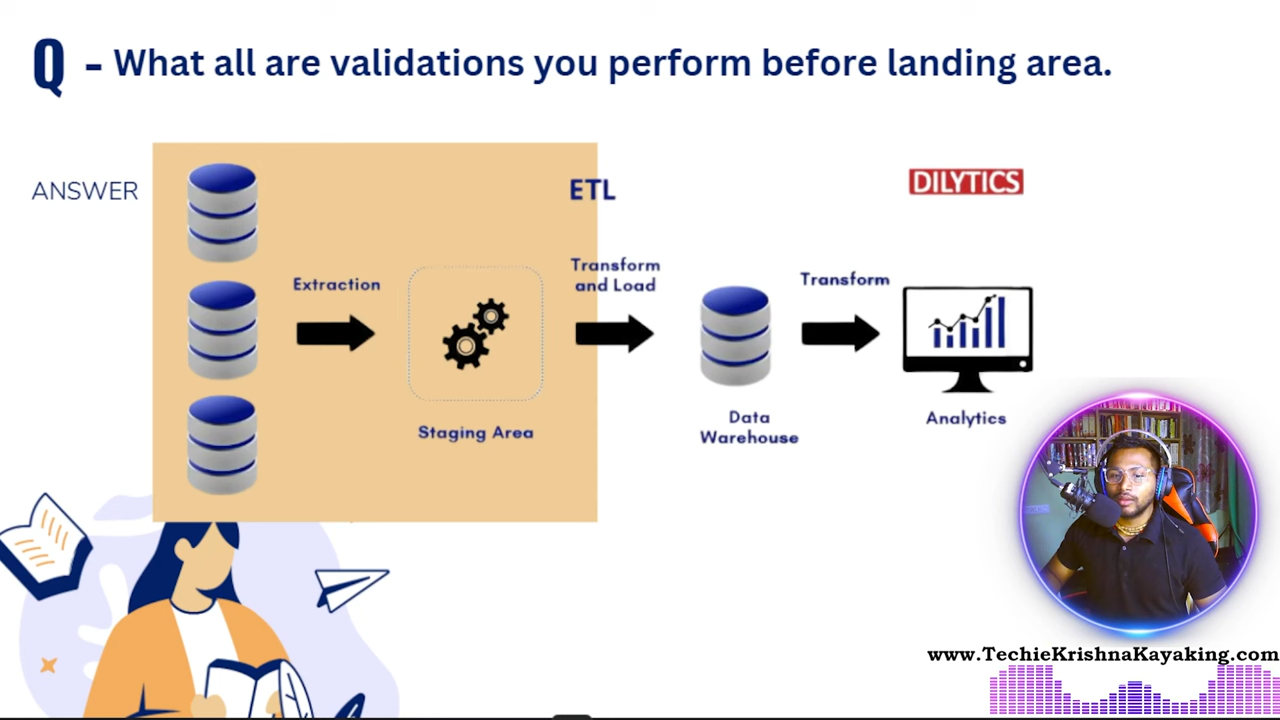 Q - What all are validations you perform before landing area.
ANSWER
ETL
DILYTICS
Extraction
Transform
and Load
Transform
Staging Area
Data
Warehouse
Analytics
www.TechieKrishnaKayaking.com